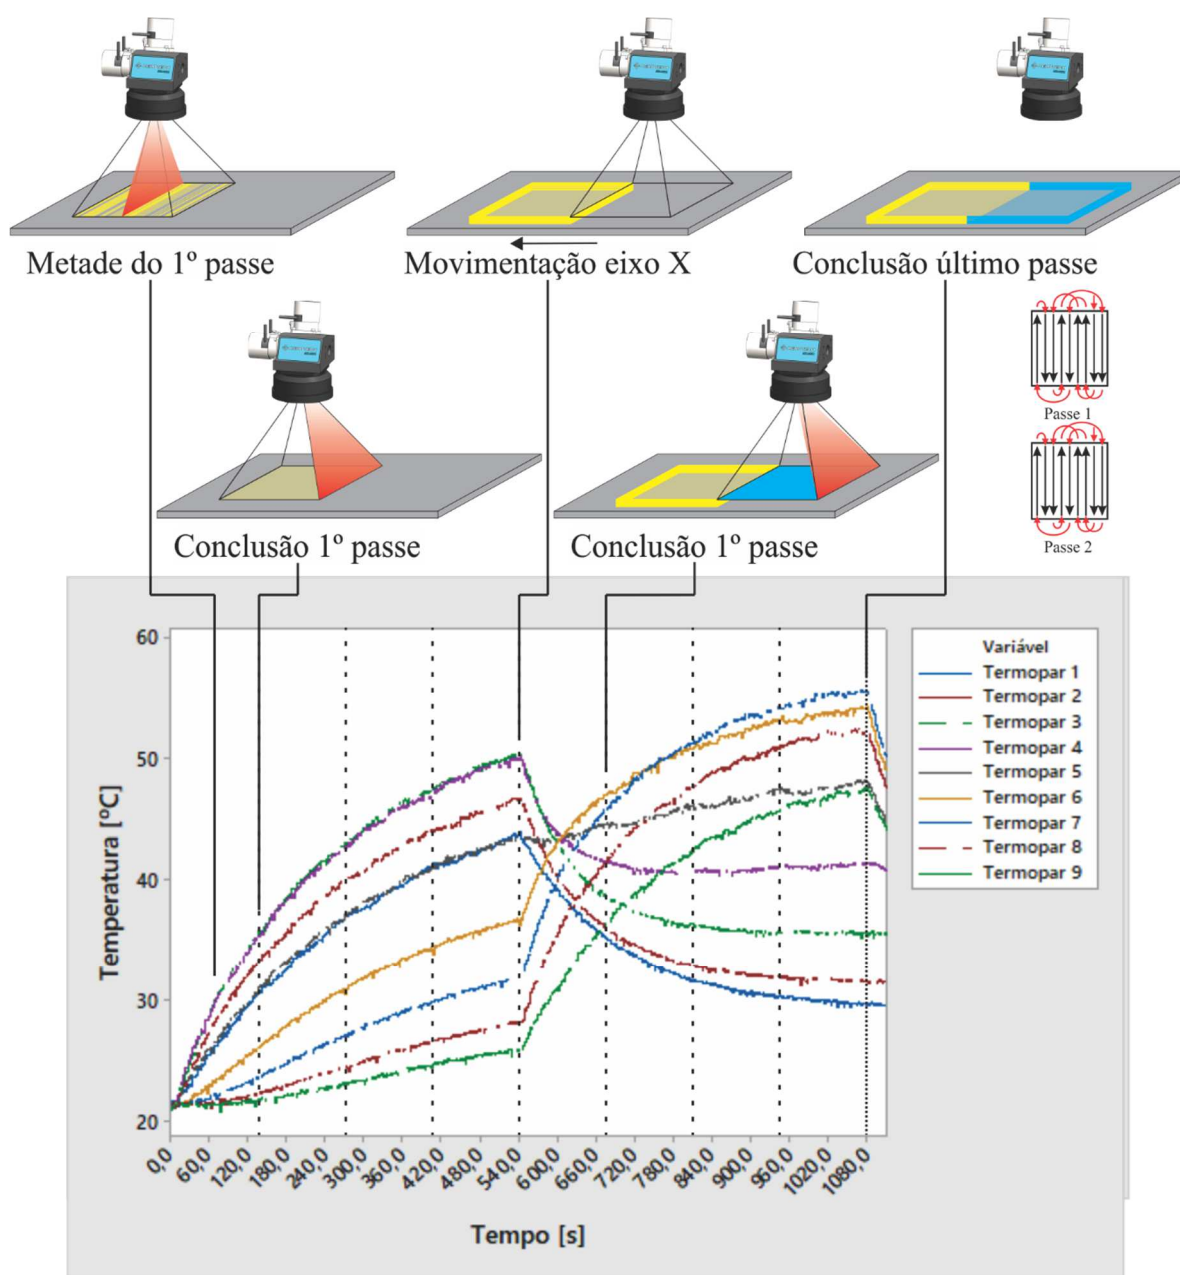 Metade do 1º passe
Movimentação eixo X
Conclusão último passe
Passe 1
Passe 2
Conclusão 1º passe
Conclusão 1º passe
60
50
40
30
20
Temperatura [ºC]
0,0
60,0
120,0
180,0
240,0
300,0
360,0
420,0
480,0
540,0
600,0
660,0
720,0
780,0
840,0
900,0
960,0
1020,0
1080,0
Tempo [s]
Variável
Termopar 1
Termopar 2
Termopar 3
Termopar 4
Termopar 5
Termopar 6
Termopar 7
Termopar 8
Termopar 9